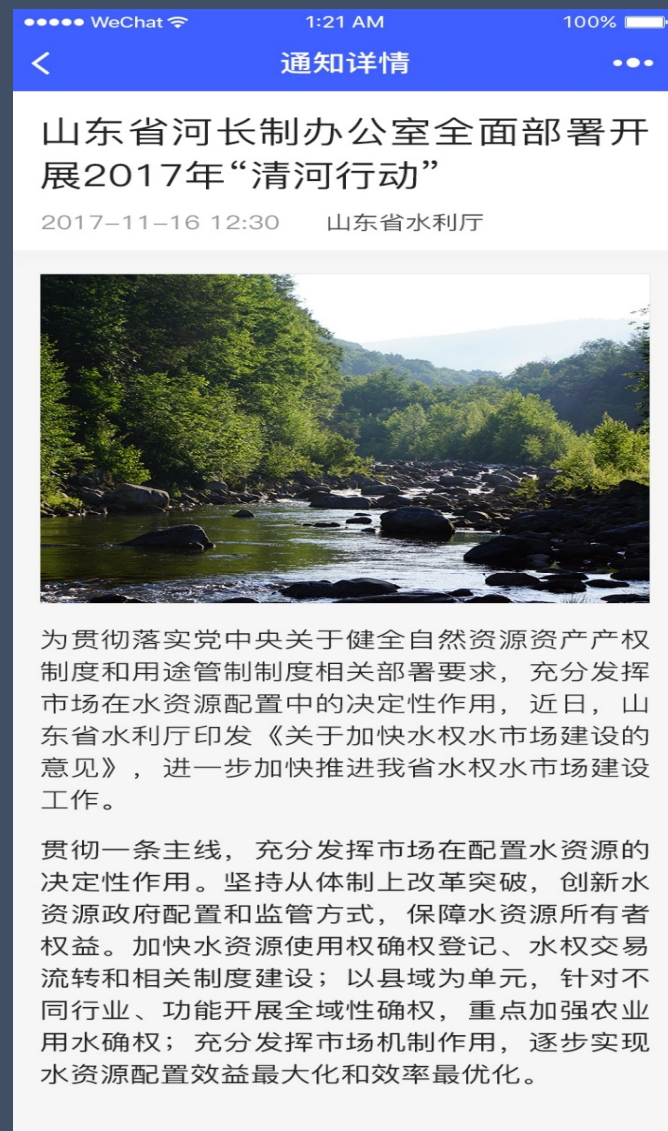 WeChat 1:21 AM 100%
通知详情
山东省河长制办公室全面部署开
展2017年“清河行动”
2017-11-16 12:30 山东省水利厅
为贯彻落实党中央关于健全自然资源资产产权
制度和用途管制制度相关部署要求，充分发挥
市场在水资源配置中的决定性作用，近日，山
东省水利厅印发《关于加快水权水市场建设的
意见》，进一步加快推进我省水权水市场建设
工作。
贯彻一条主线，充分发挥市场在配置水资源的
决定性作用。坚持从体制上改革突破，创新水
资源政府配置和监管方式，保障水资源所有者
权益。加快水资源使用权确权登记、水权交易
流转和相关制度建设；以县域为单元，针对不
同行业、功能开展全域性确权，重点加强农业
用水确权；充分发挥市场机制作用，逐步实现
水资源配置效益最大化和效率最优化。